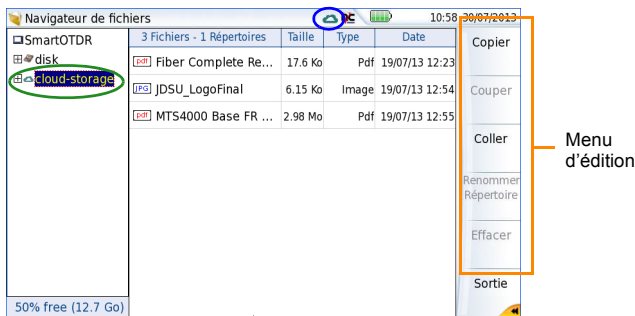 Navigateur de fichiers
10:58 30/07/2013
SmartOTDR
disk
cloud-storage
50% free (12.7 Go)
3 Fichiers - 1 Répertoires Taille Type Date
pdf Fiber Complete Re... 17.6 Ko Pdf 19/07/13 12:23
JPG JDSU_LogoFinal 6.15 Ko Image 19/07/13 12:54
pdf MTS4000 Base FR ... 2.98 Mo Pdf 19/07/13 12:55
Copier
Couper
Coller
Renommer
Répertoire
Effacer
Sortie
Menu
d'édition